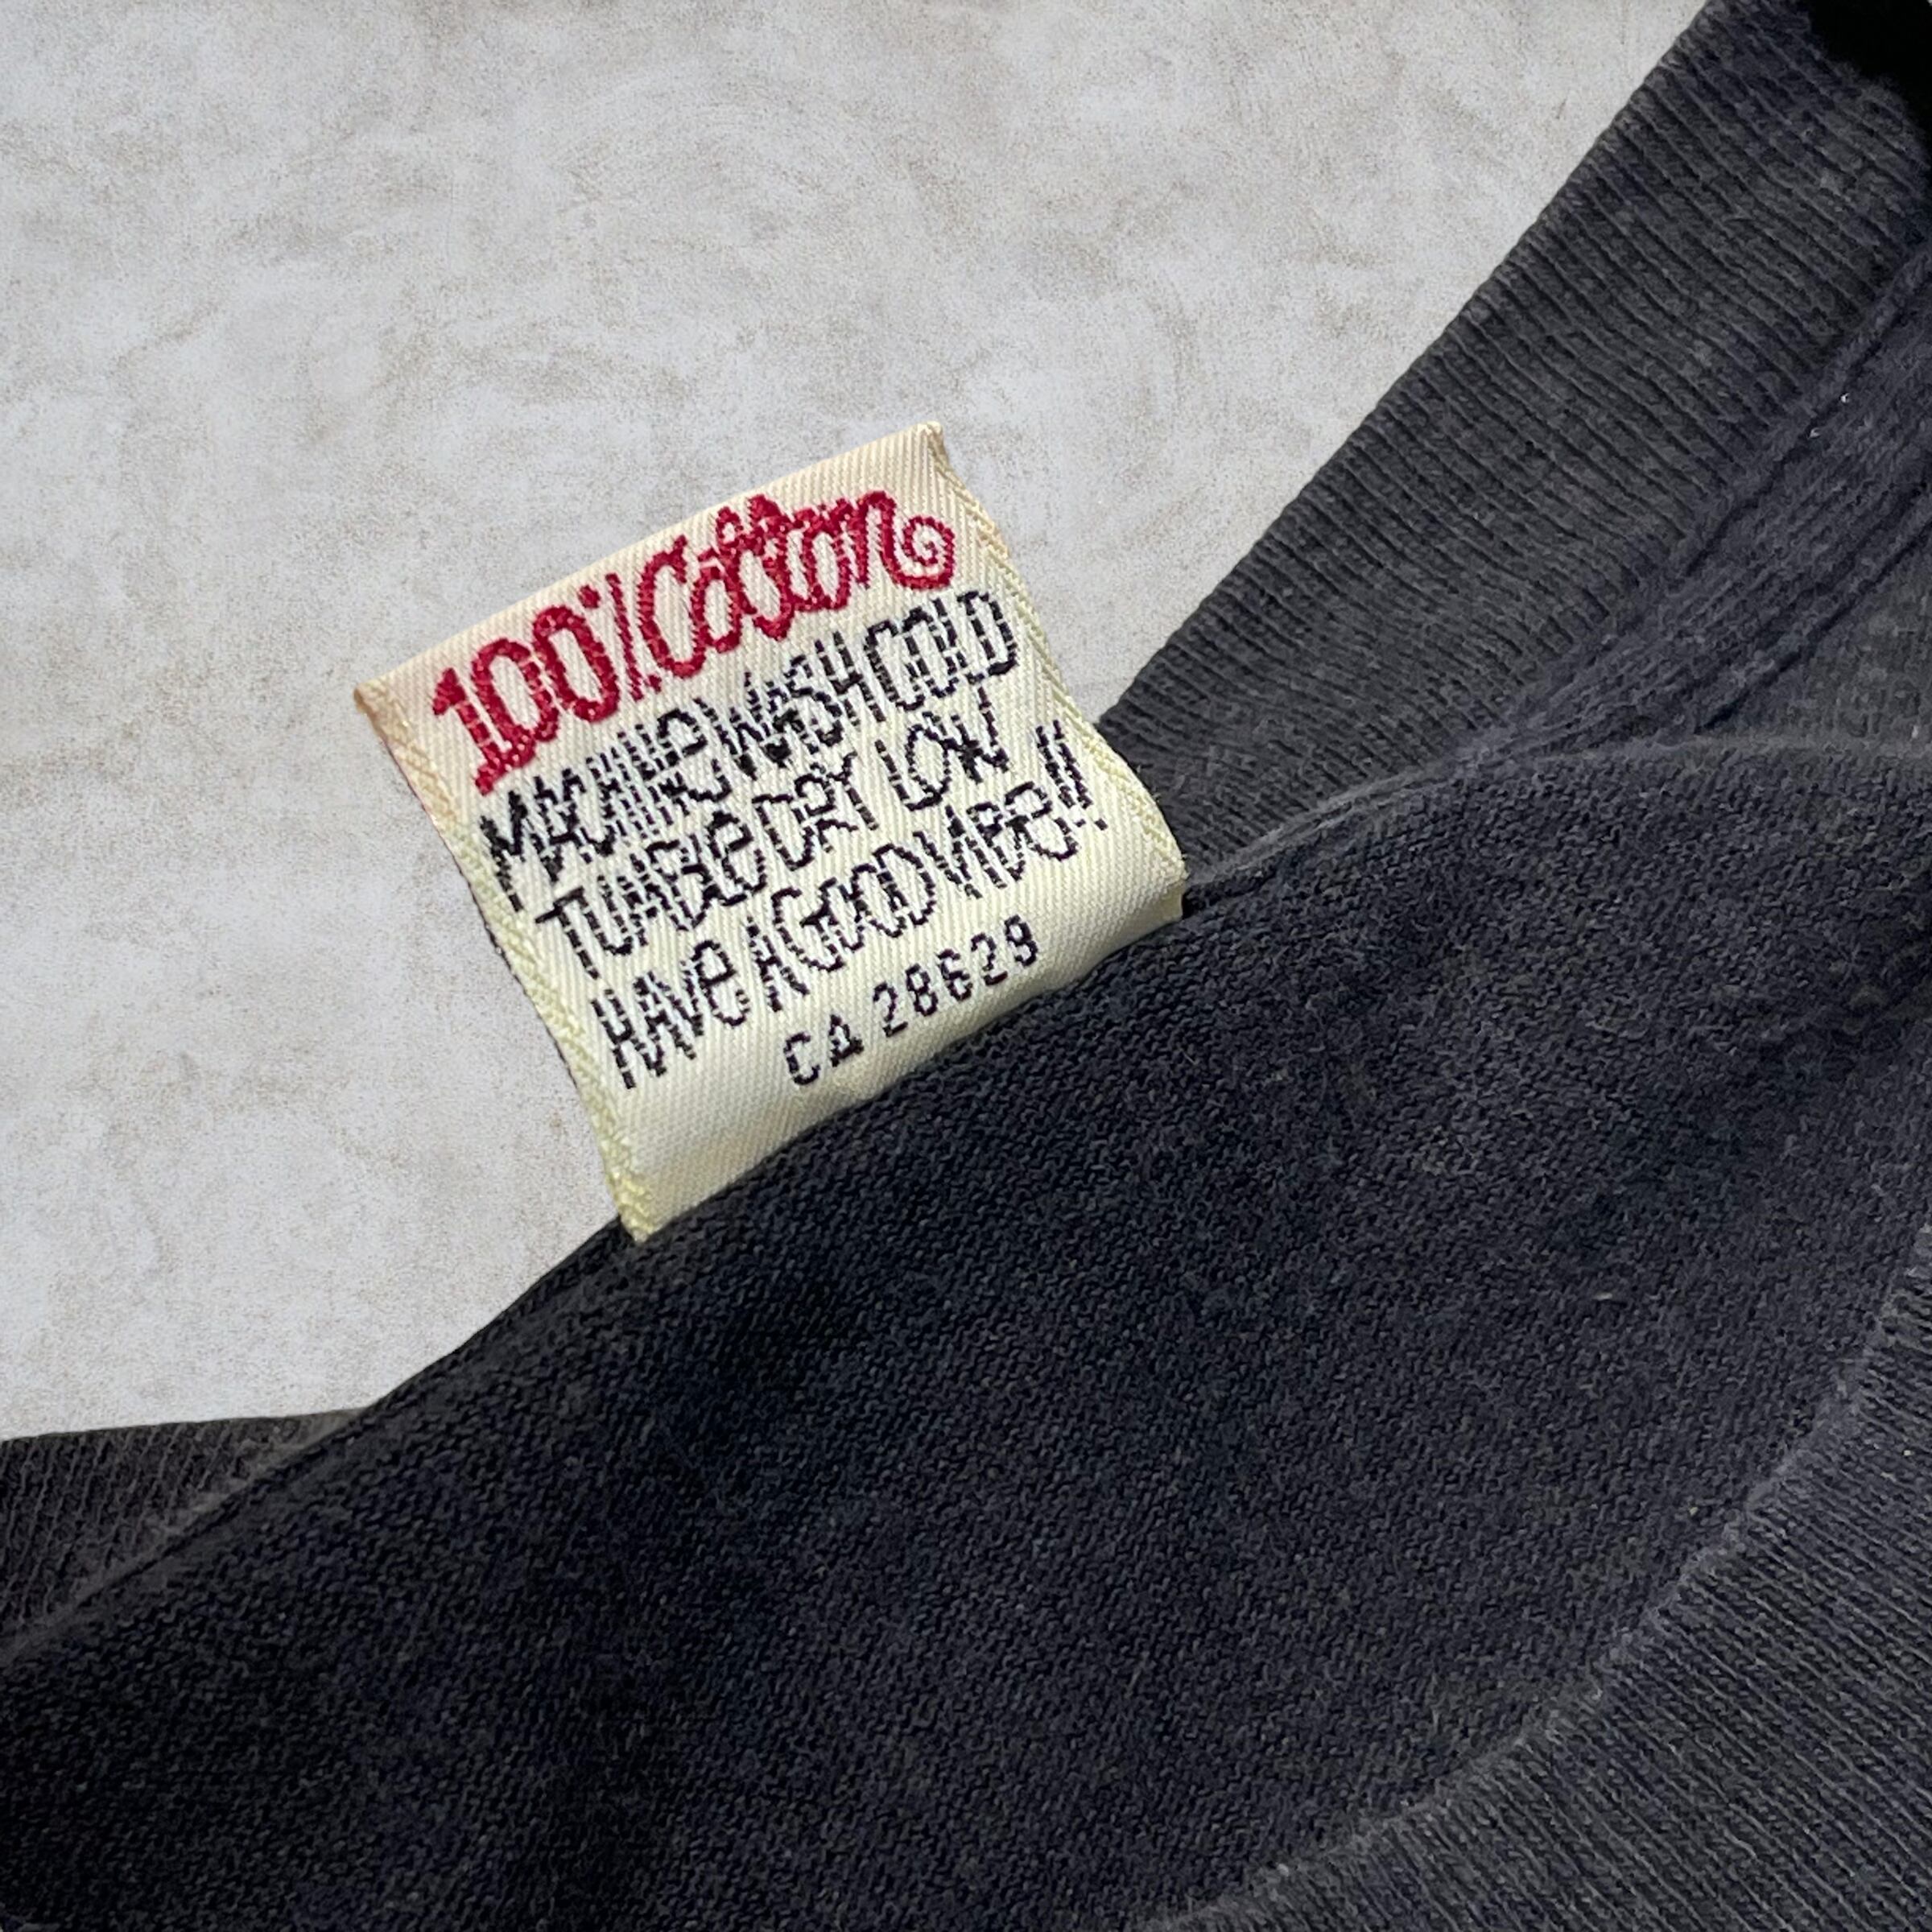 100% Cotton
MACHINe WASH COLD
TUMBLe DRY LOW
HAVe A GOOD VIBe!!
CA 28629